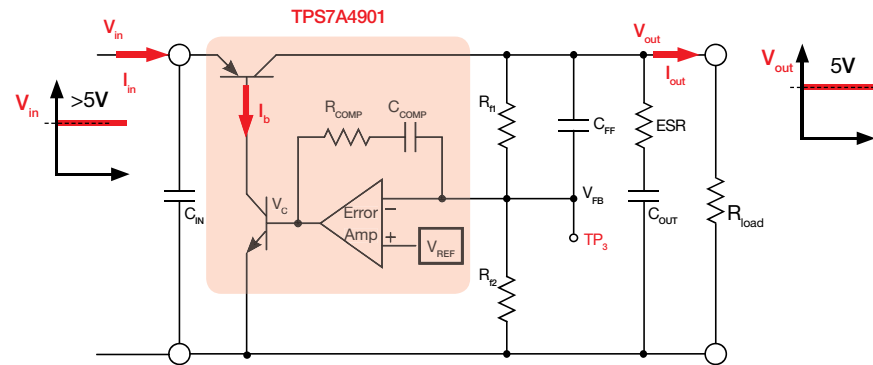 TPS7A4901
Vin
Iin
Vin
>5V
CIN
Ib
RCOMP
CCOMP
VC
Error
Amp
−
+
VREF
Rf1
Rf2
CFF
VFB
TP3
Vout
Iout
ESR
COUT
Rload
Vout
5V